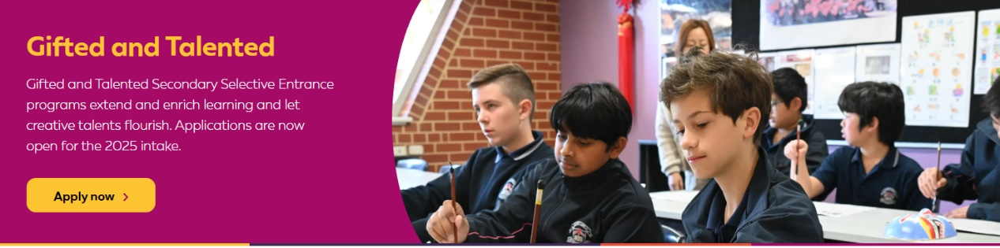 Gifted and Talented
Gifted and Talented Secondary Selective Entrance
programs extend and enrich learning and let
creative talents flourish. Applications are now
open for the 2025 intake.
Apply now